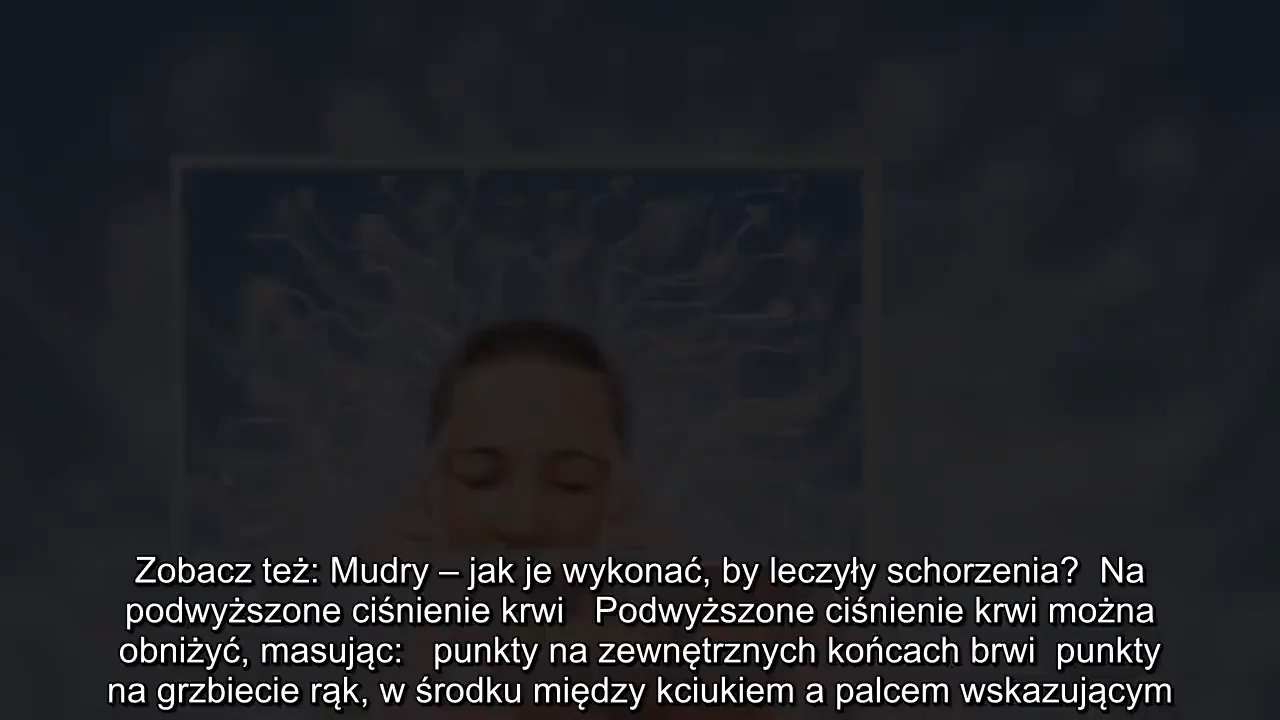 Zobacz też: Mudry – jak je wykonać, by leczyły schorzenia?  Na
podwyższone ciśnienie krwi   Podwyższone ciśnienie krwi można
obniżyć, masując:   punkty na zewnętrznych końcach brwi  punkty
na grzbiecie rąk, w środku między kciukiem a palcem wskazującym